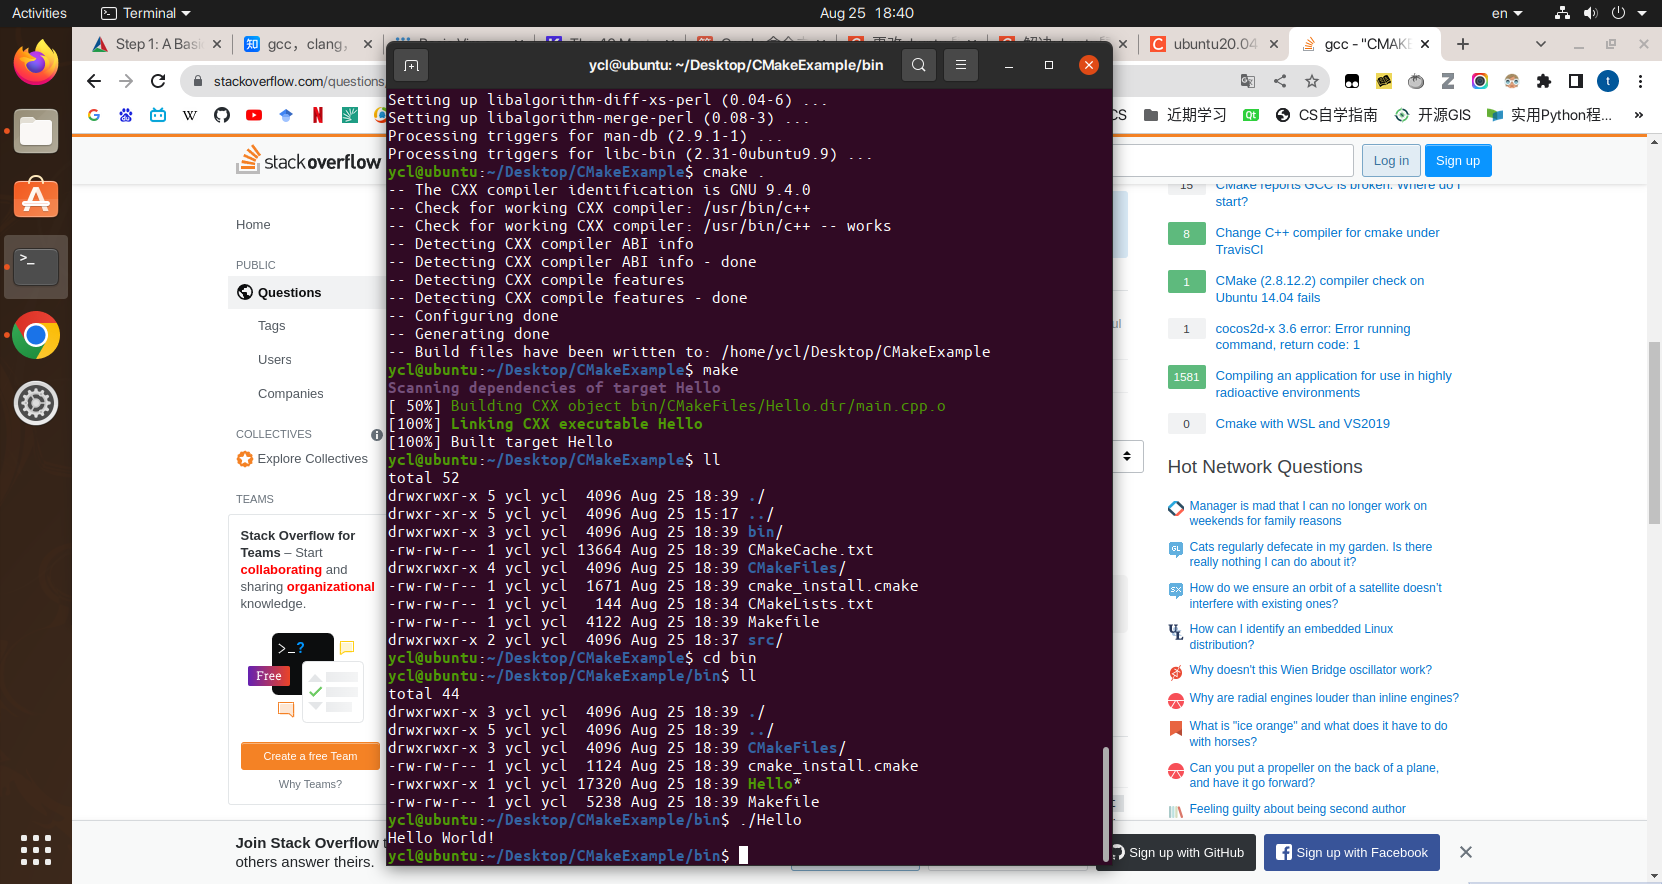 Activities
Terminal
Aug 25 18:40
en
Step 1: A Basi
gcc，clang，
ubuntu20.04
gcc - "CMAKE
stackoverflow.com/questions
CS
近期学习
CS自学指南
开源GIS
实用Python程...
»
ycl@ubuntu: ~/Desktop/CMakeExample/bin
Setting up libalgorithm-diff-xs-perl (0.04-6) ...
Setting up libalgorithm-merge-perl (0.08-3) ...
Processing triggers for man-db (2.9.1-1) ...
Processing triggers for libc-bin (2.31-0ubuntu9.9) ...
ycl@ubuntu:~/Desktop/CMakeExample$ cmake .
-- The CXX compiler identification is GNU 9.4.0
-- Check for working CXX compiler: /usr/bin/c++
-- Check for working CXX compiler: /usr/bin/c++ -- works
-- Detecting CXX compiler ABI info
-- Detecting CXX compiler ABI info - done
-- Detecting CXX compile features
-- Detecting CXX compile features - done
-- Configuring done
-- Generating done
-- Build files have been written to: /home/ycl/Desktop/CMakeExample
ycl@ubuntu:~/Desktop/CMakeExample$ make
Scanning dependencies of target Hello
[ 50%] Building CXX object bin/CMakeFiles/Hello.dir/main.cpp.o
[100%] Linking CXX executable Hello
[100%] Built target Hello
ycl@ubuntu:~/Desktop/CMakeExample$ ll
total 52
drwxrwxr-x 5 ycl ycl  4096 Aug 25 18:39 ./
drwxr-xr-x 5 ycl ycl  4096 Aug 25 15:17 ../
drwxrwxr-x 3 ycl ycl  4096 Aug 25 18:39 bin/
-rw-rw-r-- 1 ycl ycl 13664 Aug 25 18:39 CMakeCache.txt
drwxrwxr-x 4 ycl ycl  4096 Aug 25 18:39 CMakeFiles/
-rw-rw-r-- 1 ycl ycl  1671 Aug 25 18:39 cmake_install.cmake
-rw-rw-r-- 1 ycl ycl   144 Aug 25 18:34 CMakeLists.txt
-rw-rw-r-- 1 ycl ycl  4122 Aug 25 18:39 Makefile
drwxrwxr-x 2 ycl ycl  4096 Aug 25 18:37 src/
ycl@ubuntu:~/Desktop/CMakeExample$ cd bin
ycl@ubuntu:~/Desktop/CMakeExample/bin$ ll
total 44
drwxrwxr-x 3 ycl ycl  4096 Aug 25 18:39 ./
drwxrwxr-x 5 ycl ycl  4096 Aug 25 18:39 ../
drwxrwxr-x 3 ycl ycl  4096 Aug 25 18:39 CMakeFiles/
-rw-rw-r-- 1 ycl ycl  1124 Aug 25 18:39 cmake_install.cmake
-rwxrwxr-x 1 ycl ycl 17320 Aug 25 18:39 Hello*
-rw-rw-r-- 1 ycl ycl  5238 Aug 25 18:39 Makefile
ycl@ubuntu:~/Desktop/CMakeExample/bin$ ./Hello
Hello World!
ycl@ubuntu:~/Desktop/CMakeExample/bin$
stackoverflow
Home
PUBLIC
Questions
Tags
Users
Companies
COLLECTIVES
Explore Collectives
TEAMS
Stack Overflow for
Teams – Start
collaborating and
sharing organizational
knowledge.
>_?
Free
Create a free Team
Why Teams?
Join Stack Overflow
others answer theirs.
Log in
Sign up
15 CMake reports GCC is broken. Where do I
start?
8 Change C++ compiler for cmake under
TravisCI
1 CMake (2.8.12.2) compiler check on
Ubuntu 14.04 fails
1 cocos2d-x 3.6 error: Error running
command, return code: 1
1581 Compiling an application for use in highly
radioactive environments
0 Cmake with WSL and VS2019
Hot Network Questions
Manager is mad that I can no longer work on
weekends for family reasons
Cats regularly defecate in my garden. Is there
really nothing I can do about it?
How do we ensure an orbit of a satellite doesn't
interfere with existing ones?
How can I identify an embedded Linux
distribution?
Why doesn't this Wien Bridge oscillator work?
Why are radial engines louder than inline engines?
What is "ice orange" and what does it have to do
with horses?
Can you put a propeller on the back of a plane,
and have it go forward?
Feeling guilty about being second author
Sign up with GitHub
Sign up with Facebook